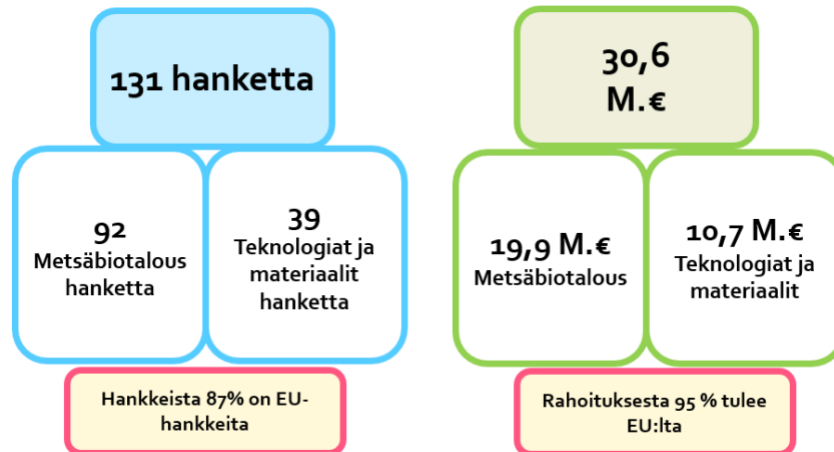 131 hanketta
92
Metsäbiotalous
hanketta
39
Teknologiat ja
materiaalit
hanketta
Hankkeista 87% on EU-
hankkeita
30,6
M.€
19,9 M.€
Metsäbiotalous
10,7 M.€
Teknologiat ja
materiaalit
Rahoituksesta 95 % tulee
EU:lta